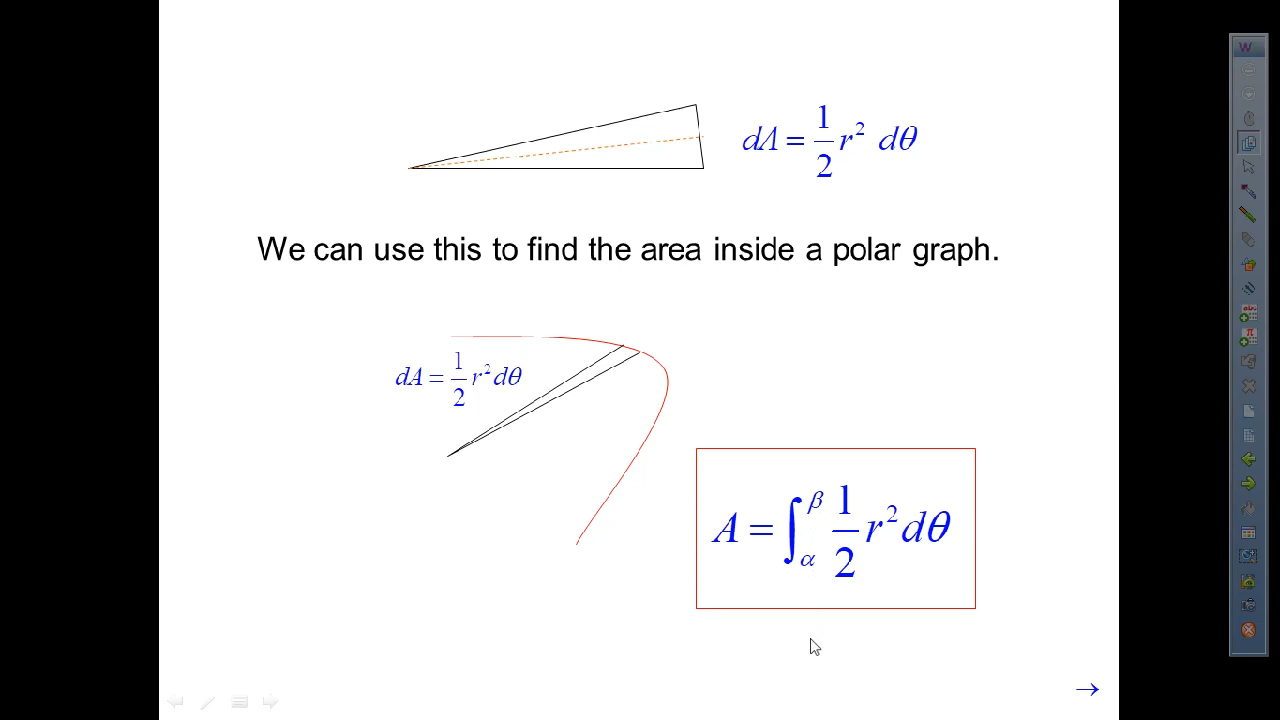 dA = 1/2 r² dθ
We can use this to find the area inside a polar graph.
dA = 1/2 r² dθ
A = ∫_α^β 1/2 r² dθ
→
W
abc
π